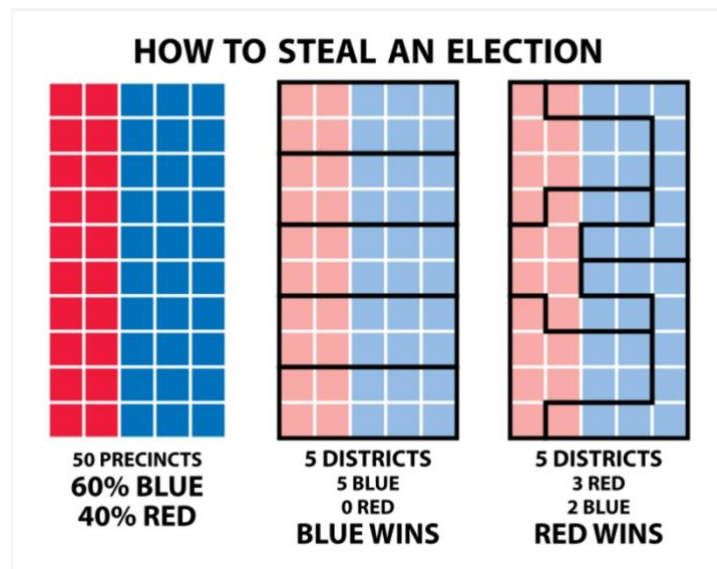 HOW TO STEAL AN ELECTION
50 PRECINCTS
60% BLUE
40% RED
5 DISTRICTS
5 BLUE
0 RED
BLUE WINS
5 DISTRICTS
3 RED
2 BLUE
RED WINS